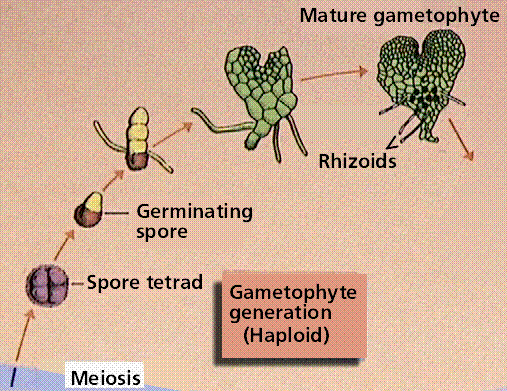 Mature gametophyte
Rhizoids
Germinating
spore
Spore tetrad
Gametophyte
generation
(Haploid)
Meiosis